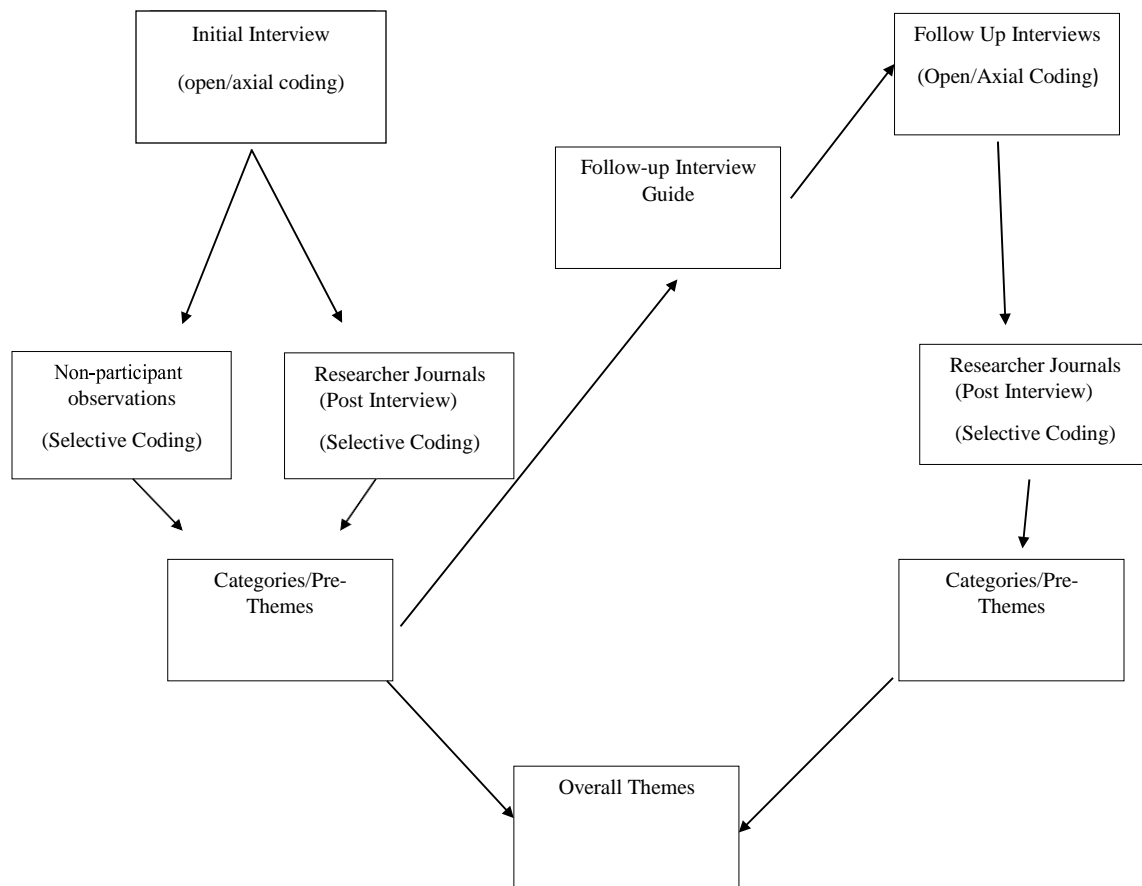 Initial Interview
(open/axial coding)
Non-participant
observations
(Selective Coding)
Researcher Journals
(Post Interview)
(Selective Coding)
Categories/Pre-
Themes
Follow-up Interview
Guide
Follow Up Interviews
(Open/Axial Coding)
Researcher Journals
(Post Interview)
(Selective Coding)
Categories/Pre-
Themes
Overall Themes